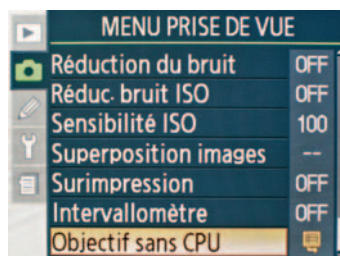 MENU PRISE DE VUE
Réduction du bruit OFF
Réduc. bruit ISO OFF
Sensibilité ISO 100
Superposition images --
Surimpression OFF
Intervallomètre OFF
Objectif sans CPU